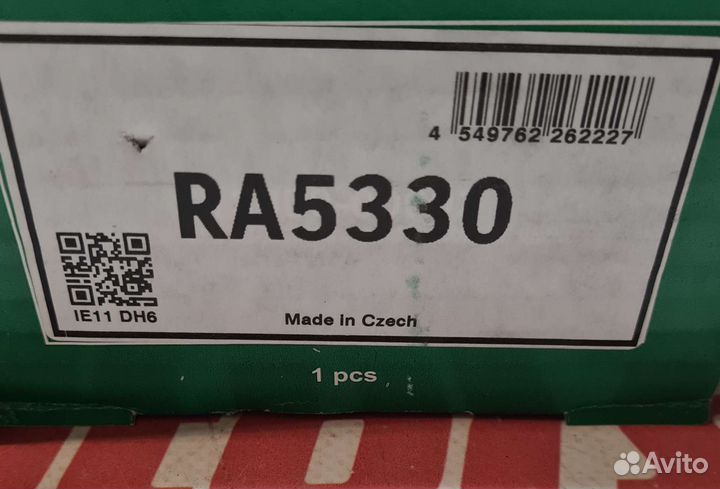 4 549762 262227
RA5330
IE11 DH6
Made in Czech
1 pcs
Avito